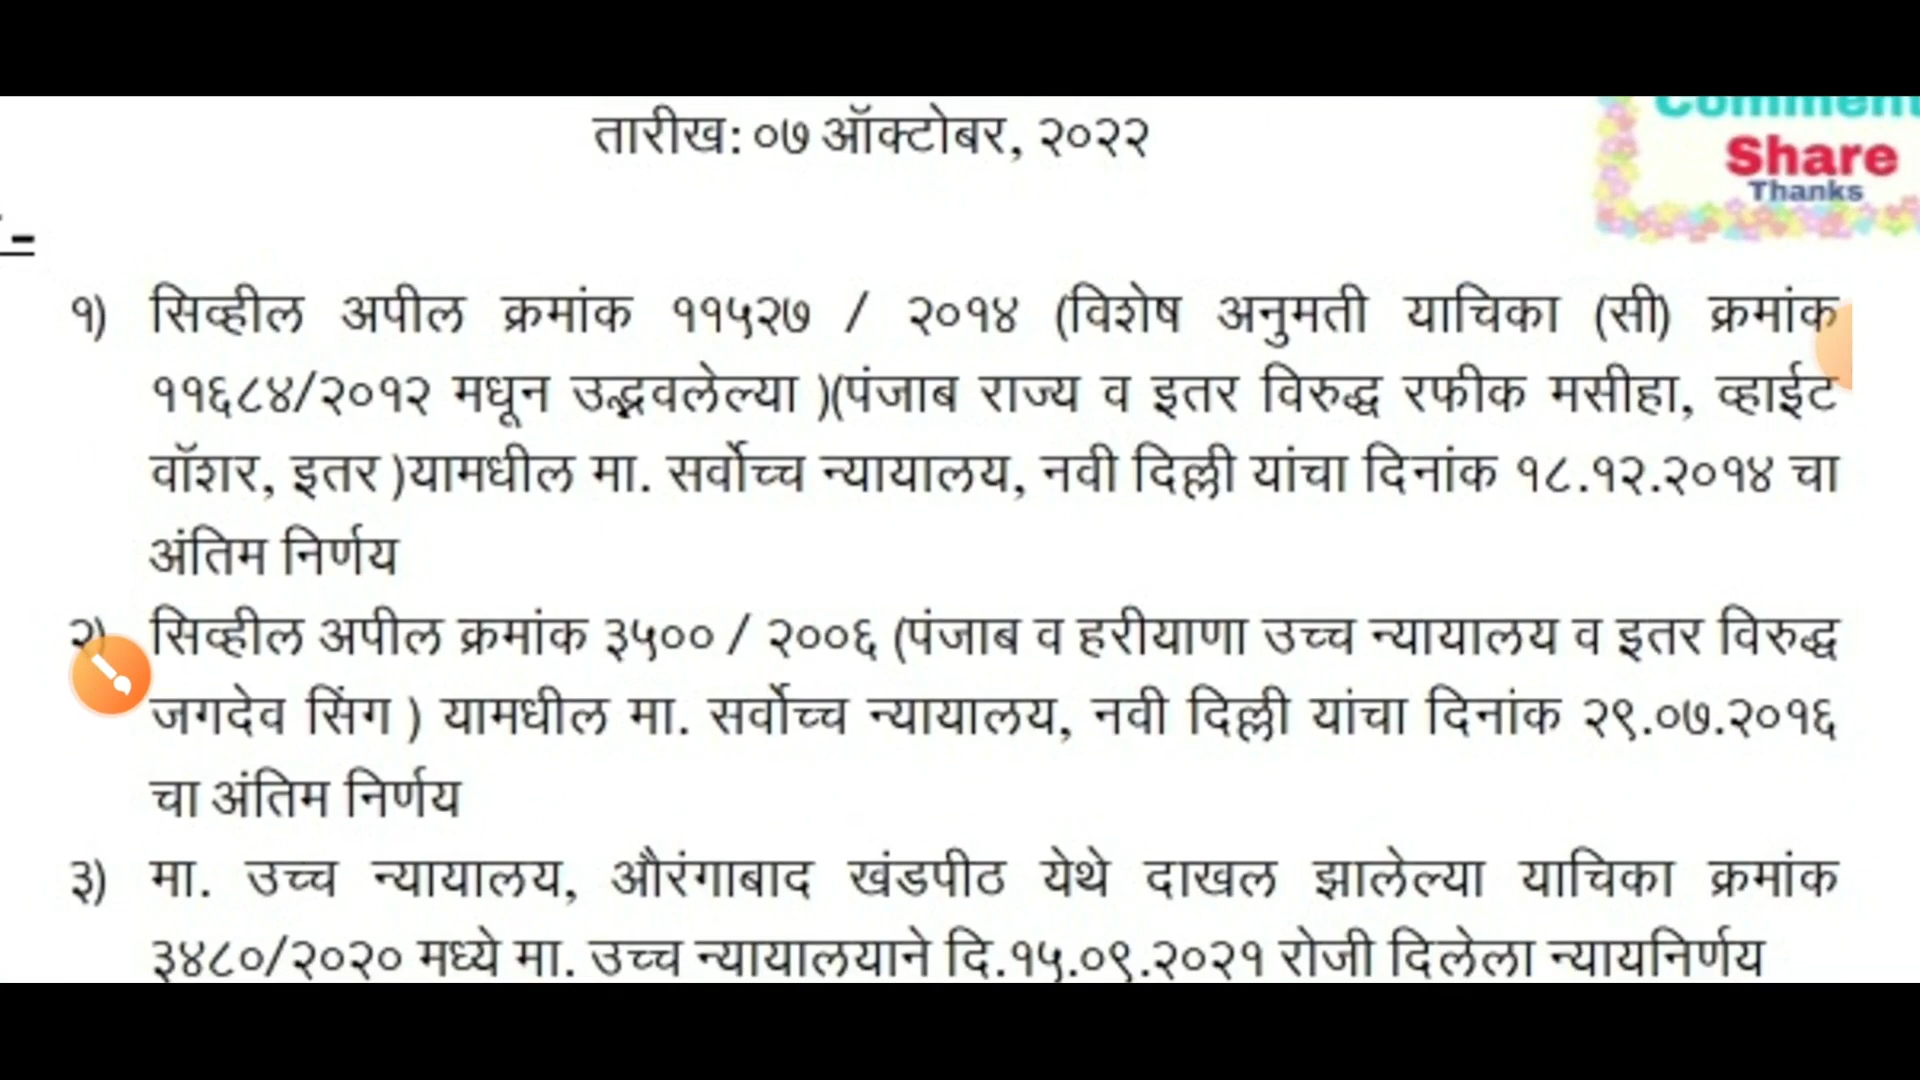 तारीख: ०७ ऑक्टोबर, २०२२
Comment
Share
Thanks
१) सिव्हील अपील क्रमांक ११५२७ / २०१४ (विशेष अनुमती याचिका (सी) क्रमांक
११६८४/२०१२ मधून उद्भवलेल्या )(पंजाब राज्य व इतर विरुद्ध रफीक मसीहा, व्हाईट
वॉशर, इतर )यामधील मा. सर्वोच्च न्यायालय, नवी दिल्ली यांचा दिनांक १८.१२.२०१४ चा
अंतिम निर्णय
२) सिव्हील अपील क्रमांक ३५०० / २००६ (पंजाब व हरीयाणा उच्च न्यायालय व इतर विरुद्ध
जगदेव सिंग ) यामधील मा. सर्वोच्च न्यायालय, नवी दिल्ली यांचा दिनांक २९.०७.२०१६
चा अंतिम निर्णय
३) मा. उच्च न्यायालय, औरंगाबाद खंडपीठ येथे दाखल झालेल्या याचिका क्रमांक
३४८०/२०२० मध्ये मा. उच्च न्यायालयाने दि.१५.०९.२०२१ रोजी दिलेला न्यायनिर्णय